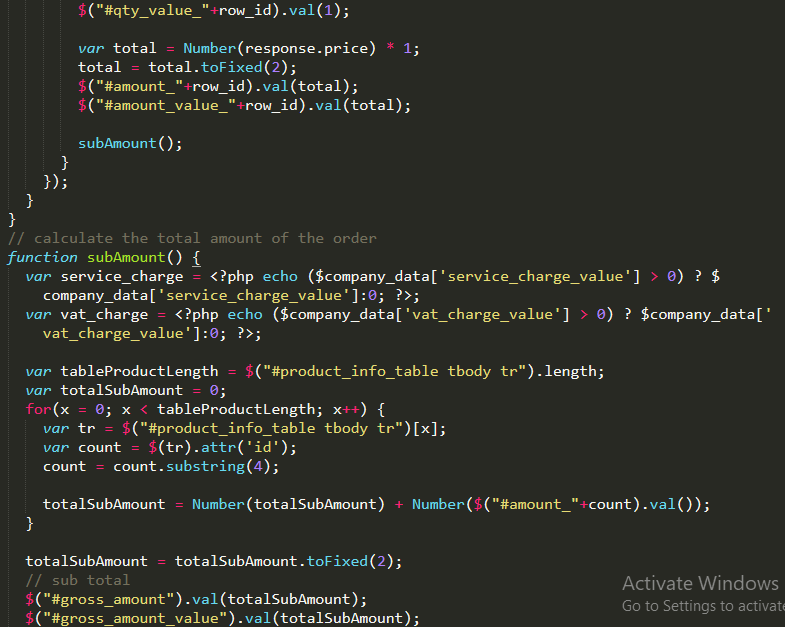 $("#qty_value_"+row_id).val(1);
var total = Number(response.price) * 1;
total = total.toFixed(2);
$("#amount_"+row_id).val(total);
$("#amount_value_"+row_id).val(total);
subAmount();
}
});
}
}
// calculate the total amount of the order
function subAmount() {
var service_charge = <?php echo ($company_data['service_charge_value'] > 0) ? $
company_data['service_charge_value']:0; ?>;
var vat_charge = <?php echo ($company_data['vat_charge_value'] > 0) ? $company_data['
vat_charge_value']:0; ?>;
var tableProductLength = $("#product_info_table tbody tr").length;
var totalSubAmount = 0;
for(x = 0; x < tableProductLength; x++) {
var tr = $("#product_info_table tbody tr")[x];
var count = $(tr).attr('id');
count = count.substring(4);
totalSubAmount = Number(totalSubAmount) + Number($("#amount_"+count).val());
}
totalSubAmount = totalSubAmount.toFixed(2);
// sub total
$("#gross_amount").val(totalSubAmount);
$("#gross_amount_value").val(totalSubAmount);
Activate Windows
Go to Settings to activate